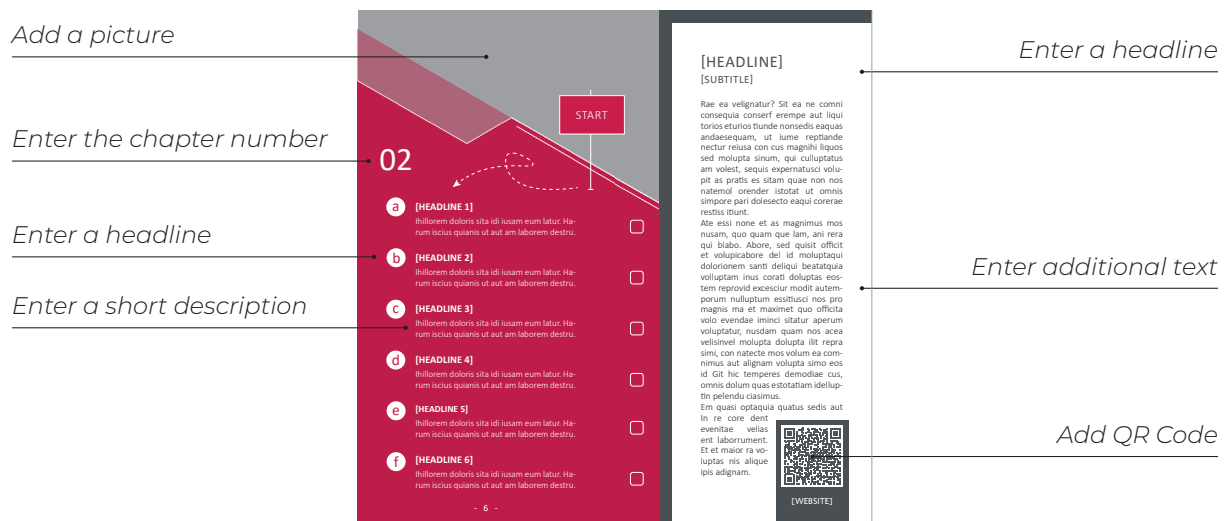 Add a picture
Enter the chapter number
Enter a headline
Enter a short description
START
02
a
[HEADLINE 1]
Ihillorem doloris sita idi iusam eum latur. Ha-
rum iscius quianis ut aut am laborem destru.
b
[HEADLINE 2]
Ihillorem doloris sita idi iusam eum latur. Ha-
rum iscius quianis ut aut am laborem destru.
c
[HEADLINE 3]
Ihillorem doloris sita idi iusam eum latur. Ha-
rum iscius quianis ut aut am laborem destru.
d
[HEADLINE 4]
Ihillorem doloris sita idi iusam eum latur. Ha-
rum iscius quianis ut aut am laborem destru.
e
[HEADLINE 5]
Ihillorem doloris sita idi iusam eum latur. Ha-
rum iscius quianis ut aut am laborem destru.
f
[HEADLINE 6]
Ihillorem doloris sita idi iusam eum latur. Ha-
rum iscius quianis ut aut am laborem destru.
- 6 -
[HEADLINE]
[SUBTITLE]
Rae ea velignatur? Sit ea ne comni
consequia conserf erempe aut liqui
torios eturios tiunde nonsedis eaquas
andaesequam, ut iume reptiande
nectur reiusa con cus magnihi liquos
sed molupta sinum, qui culluptatus
am volest, sequis expernatusci volu-
pit as pratis es sitam quae non nos
natemol orender istotat ut omnis
simpore pari dolesecto eaqui corerae
restiss itiunt.
Ate essi none et as magnimus mos
nusam, quo quam que lam, ani rera
qui blabo. Abore, sed quisit officit
et volupicabore del id moluptaqui
dolorionem santi deliqui beatatquia
volluptam inus corati doluptas eos-
tem reprovid excesciur modit autem-
porum nulluptum essitiusci nos pro
magnis ma et maximet quo officita
volo evendae iminci sitatur aperum
voluptatur, nusdam quam nos acea
velisinvel molupta dolupta ilit repra
simi, con natecte mos volum ea com-
nimus aut alignam volupta simo eos
id Git hic temperes demodiae cus,
omnis dolum quas estotatiam idellup-
tin pelendu ciasimus.
Em quasi optaquia quatus sedis aut
In re core dent
evenitae velias
ent laborrument.
Et et maior ra vo-
luptas nis alique
ipis adignam.
[WEBSITE]
Enter a headline
Enter additional text
Add QR Code